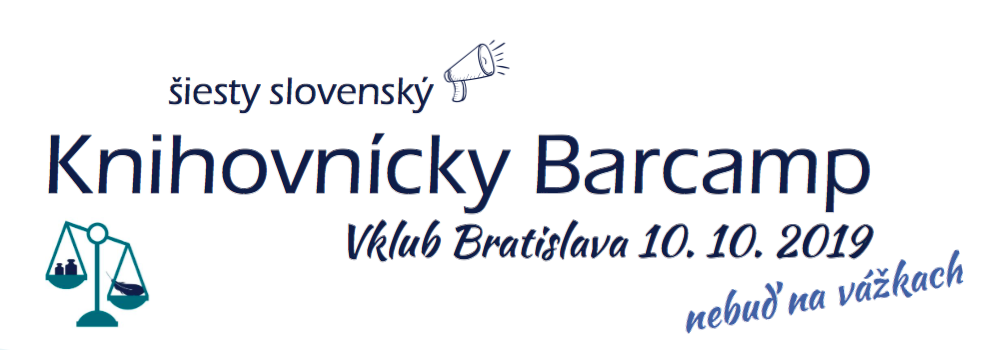 šiesty slovenský
Knihovnícky Barcamp
Vklub Bratislava 10. 10. 2019
nebuď na vážkach